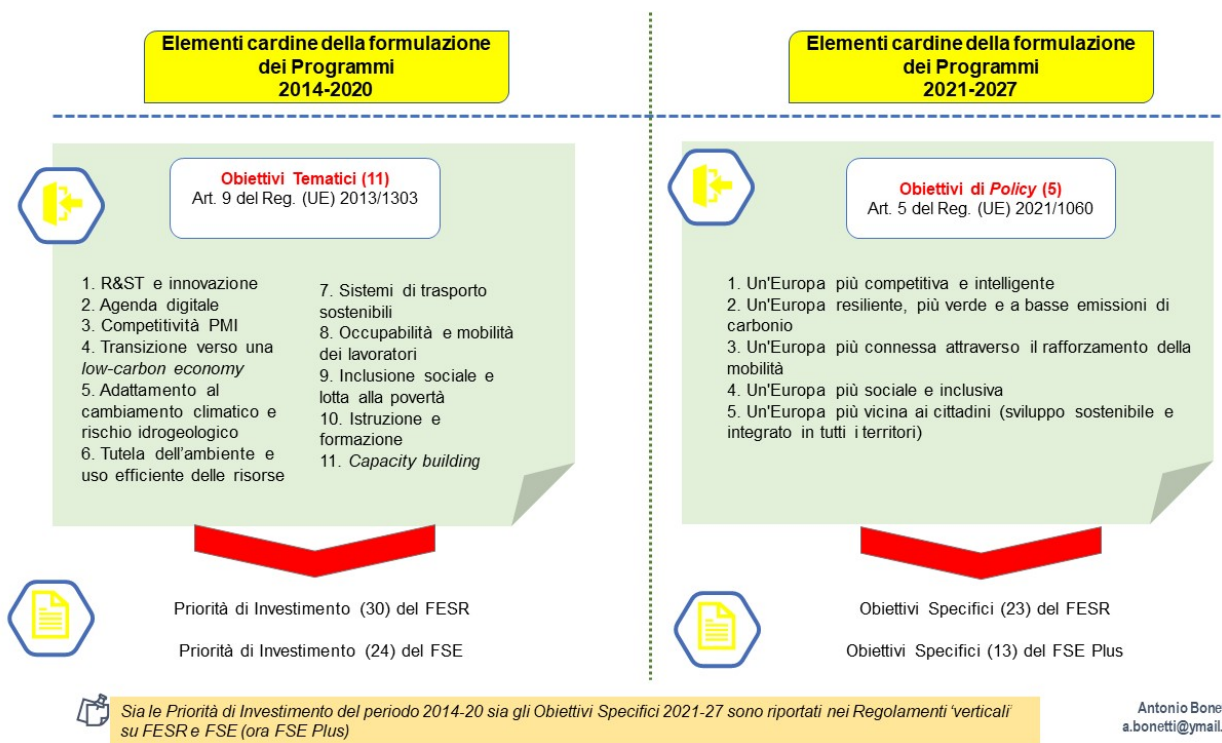 Elementi cardine della formulazione
dei Programmi
2014-2020
Elementi cardine della formulazione
dei Programmi
2021-2027
Obiettivi Tematici (11)
Art. 9 del Reg. (UE) 2013/1303
1. R&ST e innovazione
2. Agenda digitale
3. Competitività PMI
4. Transizione verso una
low-carbon economy
5. Adattamento al
cambiamento climatico e
rischio idrogeologico
6. Tutela dell'ambiente e
uso efficiente delle risorse
7. Sistemi di trasporto
sostenibili
8. Occupabilità e mobilità
dei lavoratori
9. Inclusione sociale e
lotta alla povertà
10. Istruzione e
formazione
11. Capacity building
Priorità di Investimento (30) del FESR
Priorità di Investimento (24) del FSE
Obiettivi di Policy (5)
Art. 5 del Reg. (UE) 2021/1060
1. Un'Europa più competitiva e intelligente
2. Un'Europa resiliente, più verde e a basse emissioni di
carbonio
3. Un'Europa più connessa attraverso il rafforzamento della
mobilità
4. Un'Europa più sociale e inclusiva
5. Un'Europa più vicina ai cittadini (sviluppo sostenibile e
integrato in tutti i territori)
Obiettivi Specifici (23) del FESR
Obiettivi Specifici (13) del FSE Plus
Sia le Priorità di Investimento del periodo 2014-20 sia gli Obiettivi Specifici 2021-27 sono riportati nei Regolamenti 'verticali'
su FESR e FSE (ora FSE Plus)
Antonio Bone
a.bonetti@ymail.